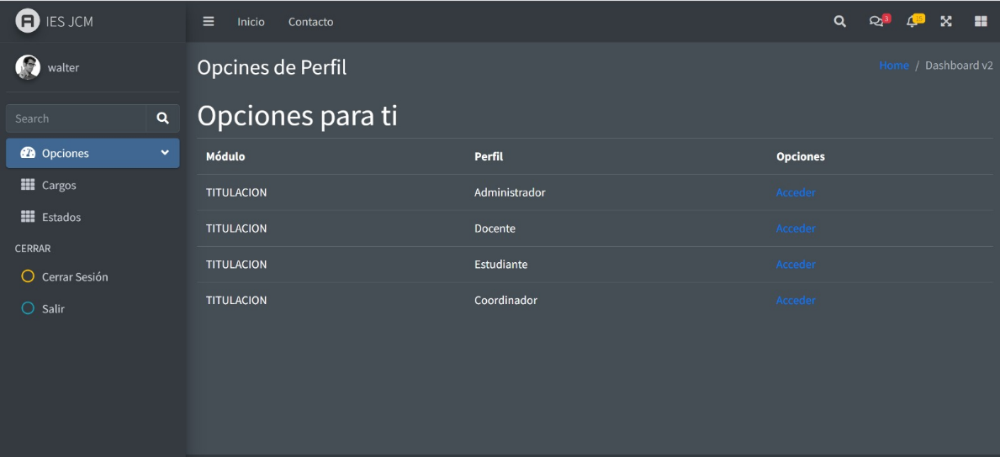 IES JCM
Inicio Contacto
3
15
walter
Opcines de Perfil
Home / Dashboard v2
Search
Opciones para ti
Opciones
Cargos
Estados
CERRAR
Cerrar Sesión
Salir
Módulo Perfil Opciones
TITULACION Administrador Acceder
TITULACION Docente Acceder
TITULACION Estudiante Acceder
TITULACION Coordinador Acceder